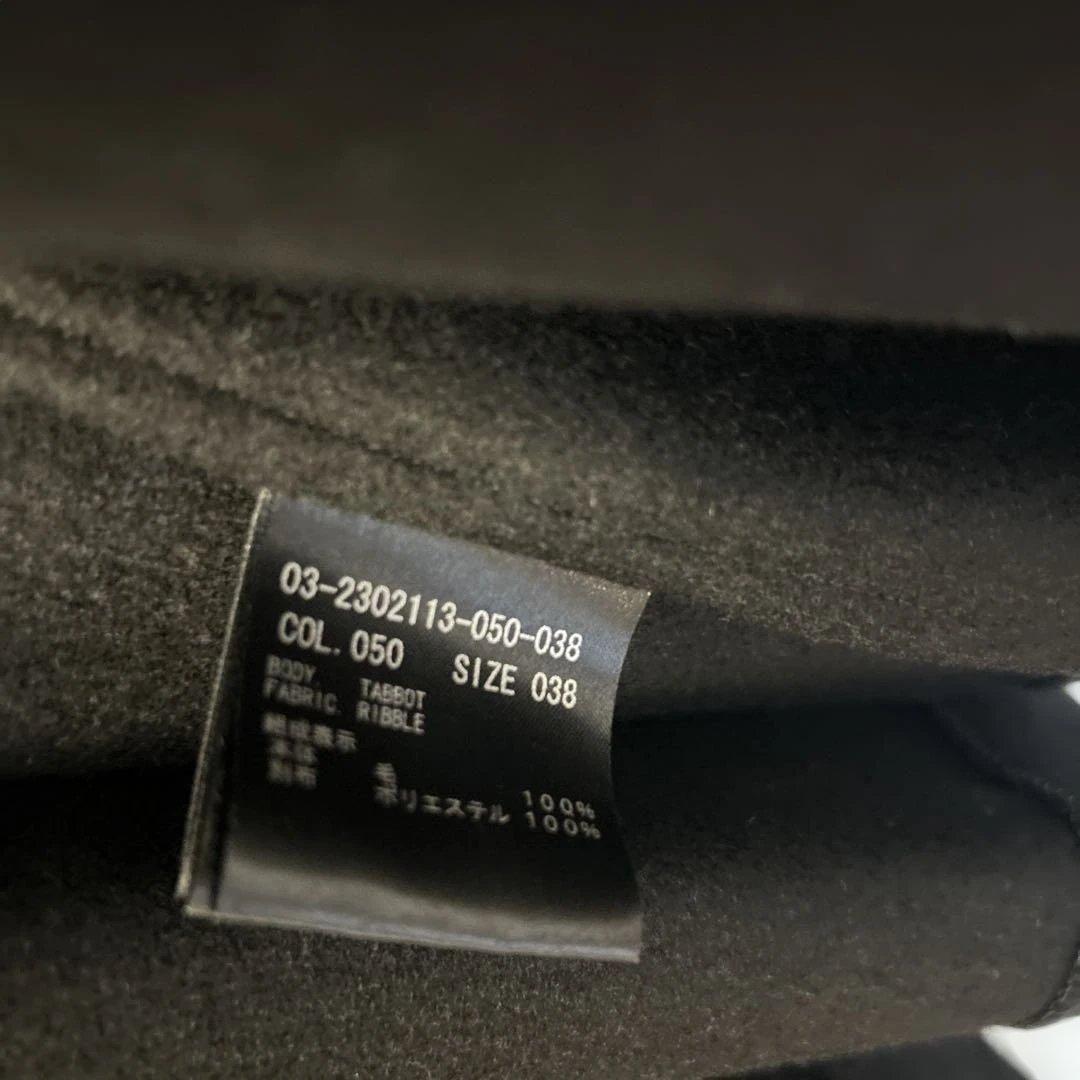 03-2302113-050-038
COL. 050 SIZE 038
BODY. TABBOT
FABRIC. RIBBLE
組成表示
本体 毛 100%
別布 ポリエステル 100%